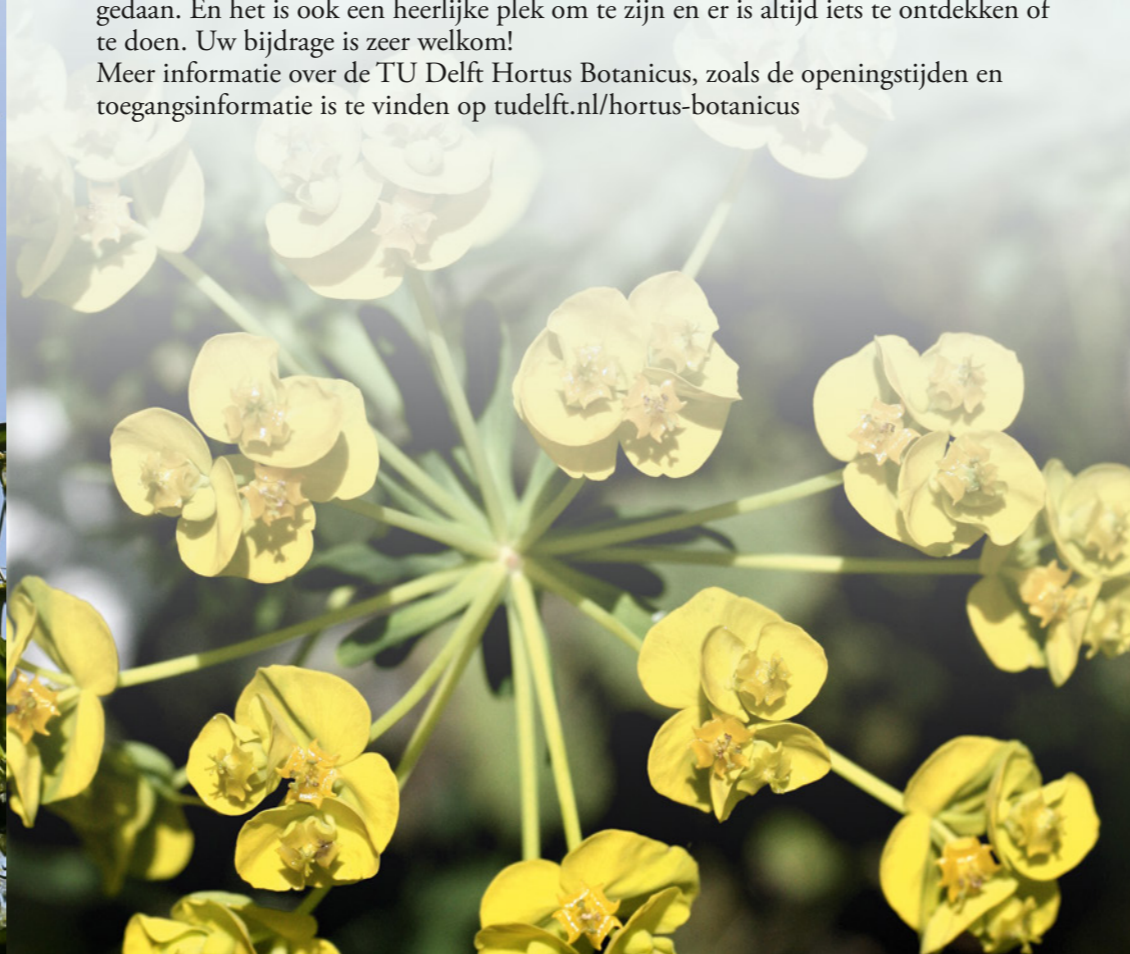 gedaan. En het is ook een heerlijke plek om te zijn en er is altijd iets te ontdekken of
te doen. Uw bijdrage is zeer welkom!
Meer informatie over de TU Delft Hortus Botanicus, zoals de openingstijden en
toegangsinformatie is te vinden op tudelft.nl/hortus-botanicus